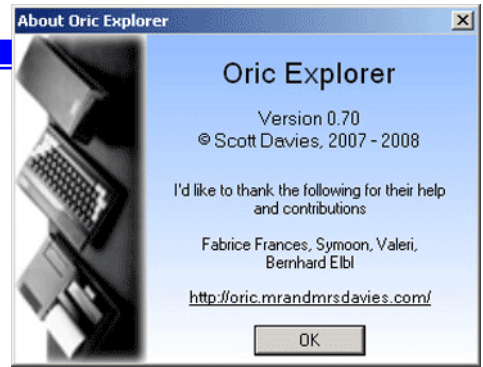 About Oric Explorer
Oric Explorer
Version 0.70
© Scott Davies, 2007 - 2008
I'd like to thank the following for their help
and contributions
Fabrice Frances, Symoon, Valeri,
Bernhard Elbl
http://oric.mrandmrsdavies.com/
OK